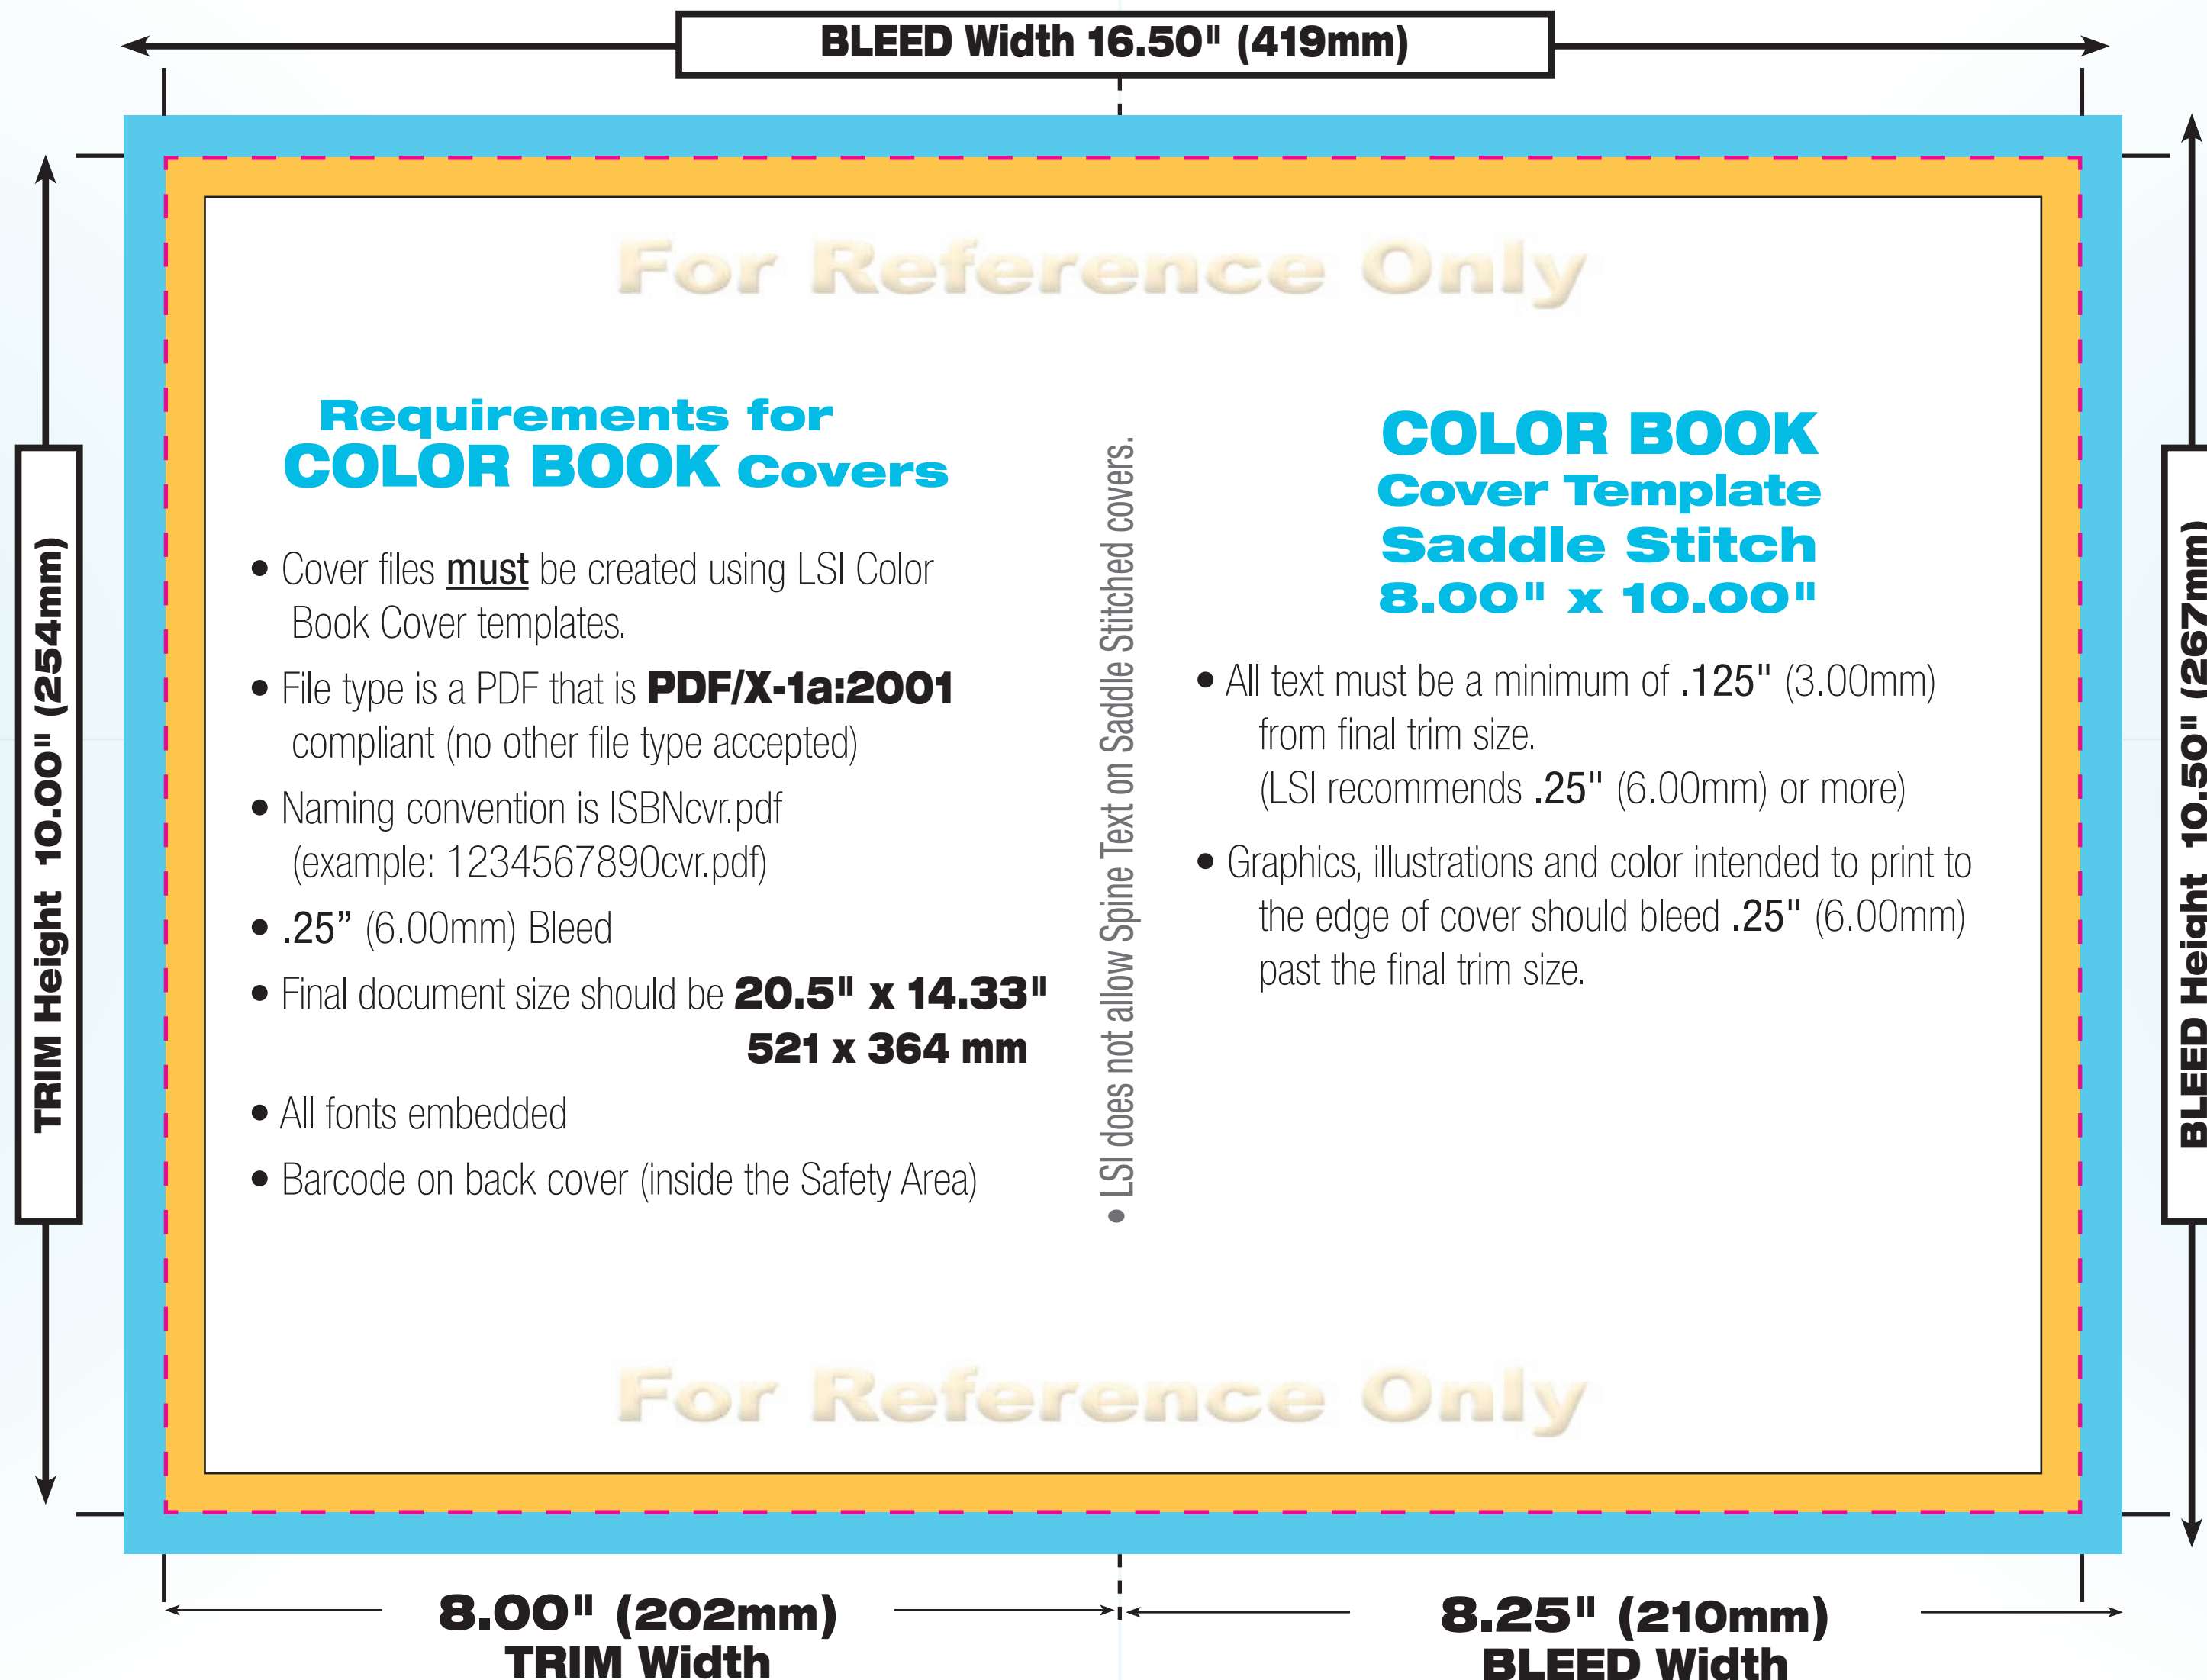 BLEED Width 16.50" (419mm)
For Reference Only
TRIM Height 10.00" (254mm)
Requirements for
COLOR BOOK Covers
• Cover files must be created using LSI Color
Book Cover templates.
• File type is a PDF that is PDF/X-1a:2001
compliant (no other file type accepted)
• Naming convention is ISBNcvr.pdf
(example: 1234567890cvr.pdf)
• .25” (6.00mm) Bleed
• Final document size should be 20.5" x 14.33"
521 x 364 mm
• All fonts embedded
• Barcode on back cover (inside the Safety Area)
• LSI does not allow Spine Text on Saddle Stitched covers.
COLOR BOOK
Cover Template
Saddle Stitch
8.00" x 10.00"
• All text must be a minimum of .125" (3.00mm)
from final trim size.
(LSI recommends .25" (6.00mm) or more)
• Graphics, illustrations and color intended to print to
the edge of cover should bleed .25" (6.00mm)
past the final trim size.
BLEED Height 10.50" (267mm)
For Reference Only
8.00" (202mm)
TRIM Width
8.25" (210mm)
BLEED Width